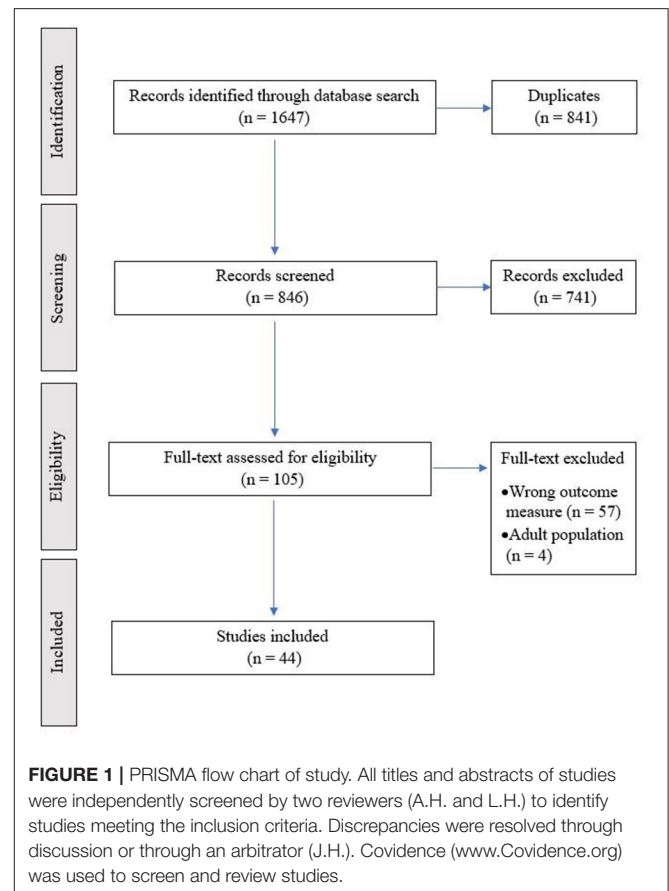 Identification
Records identified through database search
(n = 1647)
Duplicates
(n = 841)
Screening
Records screened
(n = 846)
Records excluded
(n = 741)
Eligibility
Full-text assessed for eligibility
(n = 105)
Full-text excluded
•Wrong outcome
measure (n = 57)
•Adult population
(n = 4)
Included
Studies included
(n = 44)
FIGURE 1 | PRISMA flow chart of study. All titles and abstracts of studies
were independently screened by two reviewers (A.H. and L.H.) to identify
studies meeting the inclusion criteria. Discrepancies were resolved through
discussion or through an arbitrator (J.H.). Covidence (www.Covidence.org)
was used to screen and review studies.